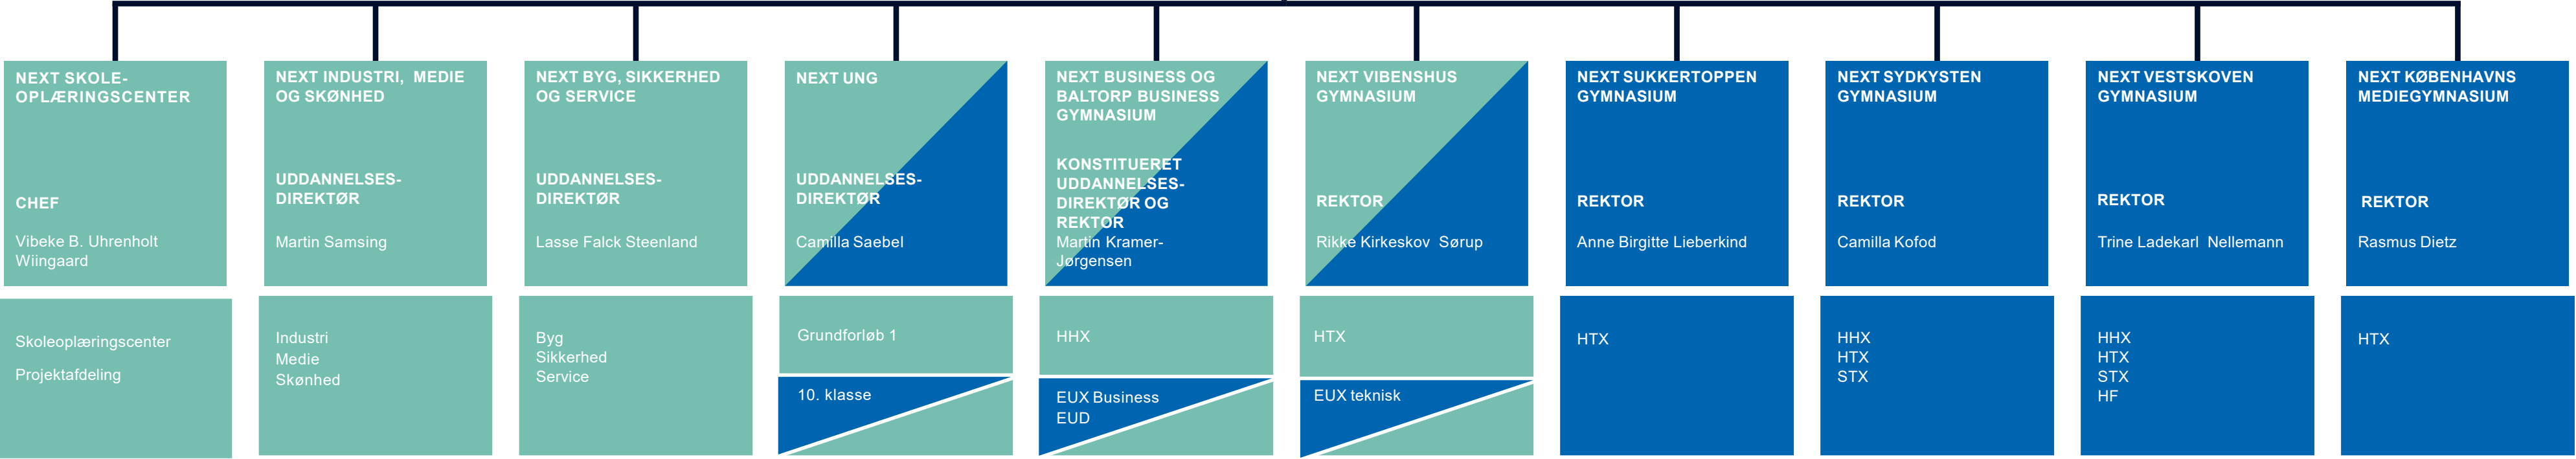 NEXT SKOLE-
OPLÆRINGSCENTER
CHEF
Vibeke B. Uhrenholt
Wiingaard
Skoleoplæringscenter
Projektafdeling
NEXT INDUSTRI, MEDIE
OG SKØNHED
UDDANNELSES-
DIREKTØR
Martin Samsing
Industri
Medie
Skønhed
NEXT BYG, SIKKERHED
OG SERVICE
UDDANNELSES-
DIREKTØR
Lasse Falck Steenland
Byg
Sikkerhed
Service
NEXT UNG
UDDANNELSES-
DIREKTØR
Camilla Saebel
Grundforløb 1
10. klasse
NEXT BUSINESS OG
BALTORP BUSINESS
GYMNASIUM
KONSTITUERET
UDDANNELSES-
DIREKTØR OG
REKTOR
Martin Kramer-
Jørgensen
HHX
EUX Business
EUD
NEXT VIBENSHUS
GYMNASIUM
REKTOR
Rikke Kirkeskov Sørup
HTX
EUX teknisk
NEXT SUKKERTOPPEN
GYMNASIUM
REKTOR
Anne Birgitte Lieberkind
HTX
NEXT SYDKYSTEN
GYMNASIUM
REKTOR
Camilla Kofod
HHX
HTX
STX
NEXT VESTSKOVEN
GYMNASIUM
REKTOR
Trine Ladekarl Nellemann
HHX
HTX
STX
HF
NEXT KØBENHAVNS
MEDIEGYMNASIUM
REKTOR
Rasmus Dietz
HTX